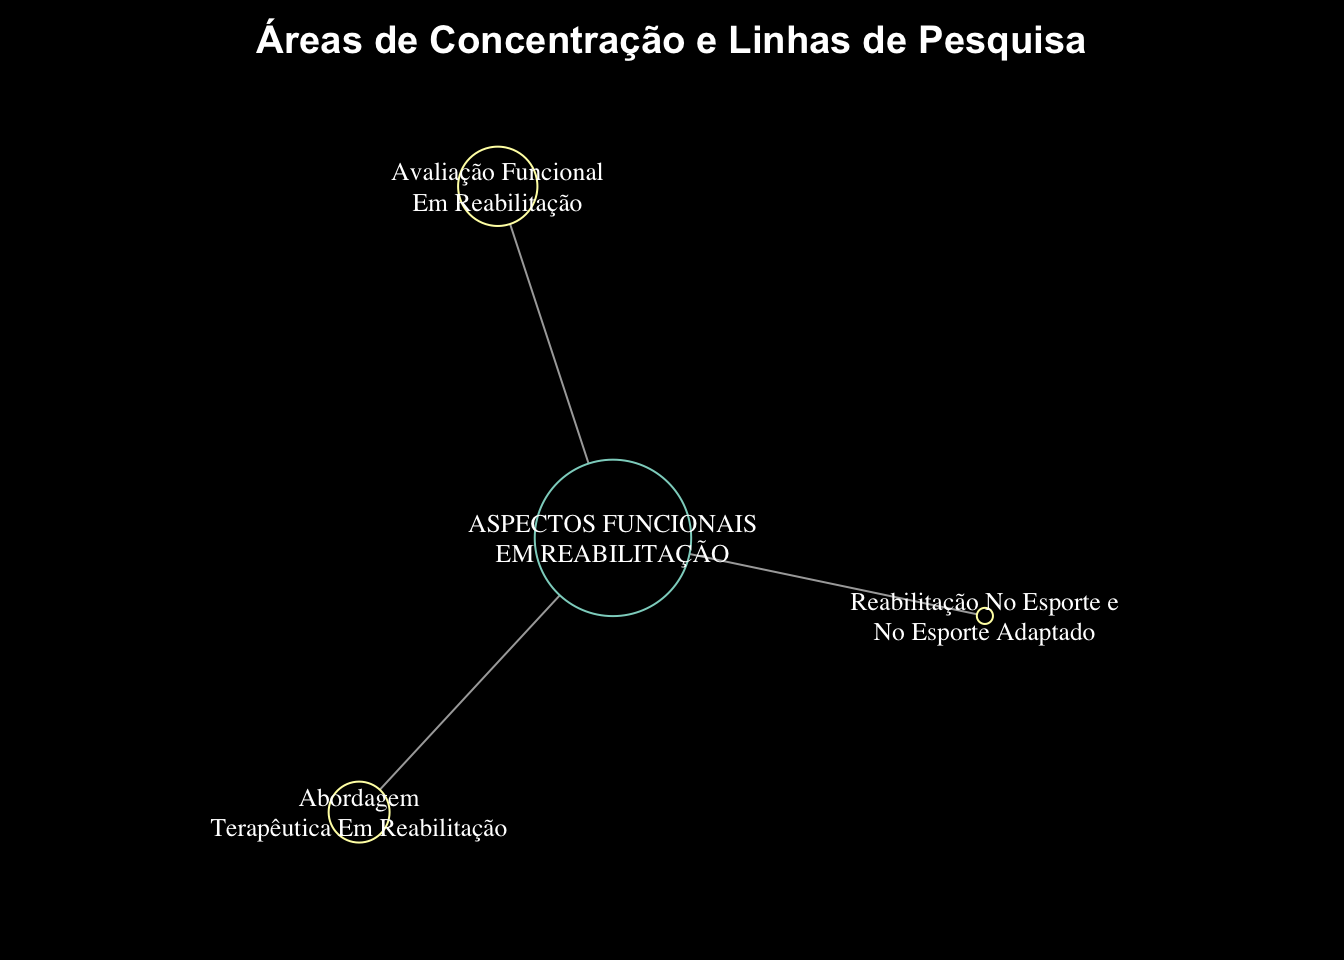 Áreas de Concentração e Linhas de Pesquisa
Avaliação Funcional
Em Reabilitação
ASPECTOS FUNCIONAIS
EM REABILITAÇÃO
Reabilitação No Esporte e
No Esporte Adaptado
Abordagem
Terapêutica Em Reabilitação